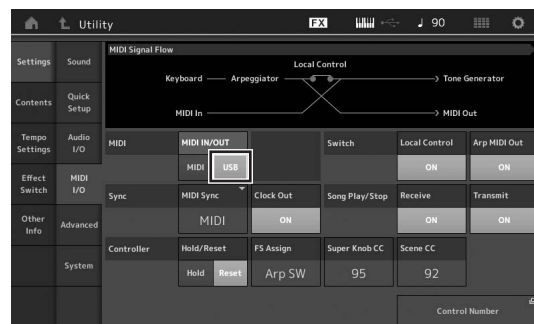 Utility
FX
90
Settings
Sound
MIDI Signal Flow
Local Control
Keyboard
Arpeggiator
Tone Generator
MIDI In
MIDI Out
Contents
Quick Setup
Tempo Settings
Audio I/O
MIDI
MIDI IN/OUT
MIDI
USB
Switch
Local Control
ON
Arp MIDI Out
ON
Effect Switch
MIDI I/O
Sync
MIDI Sync
MIDI
Clock Out
ON
Song Play/Stop
Receive
ON
Transmit
ON
Other Info
Advanced
Controller
Hold/Reset
Hold
Reset
FS Assign
Arp SW
Super Knob CC
95
Scene CC
92
System
Control Number